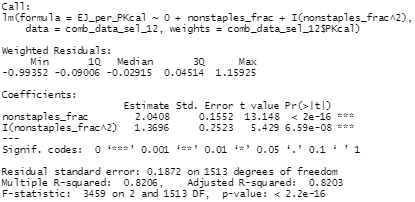 Call:
lm(formula = EJ_per_PKcal ~ 0 + nonstaples_frac + I(nonstaples_frac^2),
data = comb_data_sel_12, weights = comb_data_sel_12$PKCal)
Weighted Residuals:
Min 1Q Median 3Q Max
-0.99352 -0.09006 -0.02915 0.04514 1.15925
Coefficients:
Estimate Std. Error t value Pr(>|t|)
nonstaples_frac 2.0408 0.1552 13.148 < 2e-16 ***
I(nonstaples_frac^2) 1.3696 0.2523 5.429 6.59e-08 ***
---
Signif. codes: 0 ‘***’ 0.001 ‘**’ 0.01 ‘*’ 0.05 ‘.’ 0.1 ‘ ’ 1
Residual standard error: 0.1872 on 1513 degrees of freedom
Multiple R-squared: 0.8206, Adjusted R-squared: 0.8203
F-statistic: 3459 on 2 and 1513 DF, p-value: < 2.2e-16